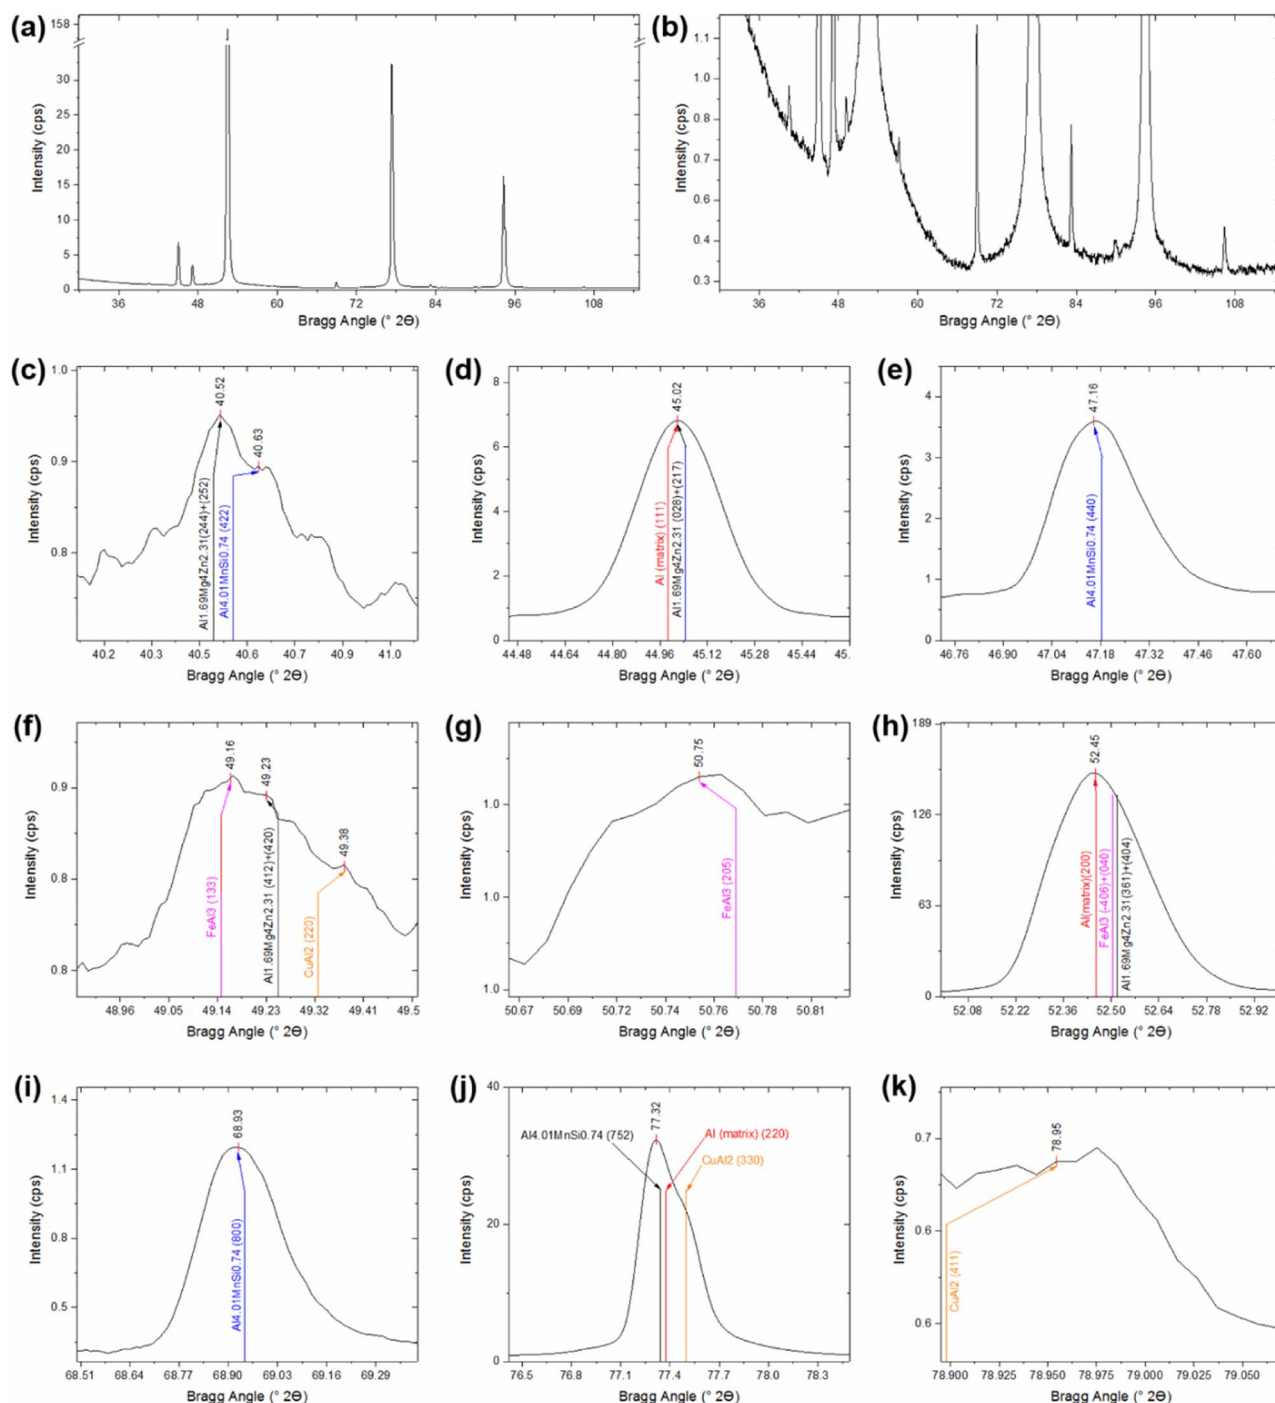 (a)
158
30
25
20
15
10
5
0
Intensity (cps)
36 48 60 72 84 96 108
Bragg Angle (° 2Θ)
(b)
1.1
1.0
0.8
0.7
0.6
0.4
0.3
Intensity (cps)
36 48 60 72 84 96 108
Bragg Angle (° 2Θ)
(c)
1.0
0.9
0.8
Intensity (cps)
40.52
40.63
Al1.69Mg4Zn2.31(244)+(252)
Al4.01MnSi0.74 (422)
40.2 40.3 40.5 40.6 40.7 40.9 41.0
Bragg Angle (° 2Θ)
(d)
8
6
4
2
0
Intensity (cps)
45.02
Al (matrix) (111)
Al1.69Mg4Zn2.31 (028)+(217)
44.48 44.64 44.80 44.96 45.12 45.28 45.44 45.
Bragg Angle (° 2Θ)
(e)
4
3
2
1
0
Intensity (cps)
47.16
Al4.01MnSi0.74 (440)
46.76 46.90 47.04 47.18 47.32 47.46 47.60
Bragg Angle (° 2Θ)
(f)
0.9
0.8
0.8
Intensity (cps)
49.16
49.23
49.38
FeAl3 (133)
Al1.69Mg4Zn2.31 (412)+(420)
CuAl2 (220)
48.96 49.05 49.14 49.23 49.32 49.41 49.5
Bragg Angle (° 2Θ)
(g)
1.0
1.0
1.0
Intensity (cps)
50.75
FeAl3 (205)
50.67 50.69 50.72 50.74 50.76 50.78 50.81
Bragg Angle (° 2Θ)
(h)
189
126
63
0
Intensity (cps)
52.45
Al(matrix)(200)
FeAl3 (-406)+(040)
Al1.69Mg4Zn2.31(361)+(404)
52.08 52.22 52.36 52.50 52.64 52.78 52.92
Bragg Angle (° 2Θ)
(i)
1.4
1.1
0.8
0.5
Intensity (cps)
68.93
Al4.01MnSi0.74 (800)
68.51 68.64 68.77 68.90 69.03 69.16 69.29
Bragg Angle (° 2Θ)
(j)
40
20
0
Intensity (cps)
77.32
Al4.01MnSi0.74 (752)
Al (matrix) (220)
CuAl2 (330)
76.5 76.8 77.1 77.4 77.7 78.0 78.3
Bragg Angle (° 2Θ)
(k)
0.7
0.6
0.6
Intensity (cps)
78.95
CuAl2 (411)
78.900 78.925 78.950 78.975 79.000 79.025 79.050
Bragg Angle (° 2Θ)